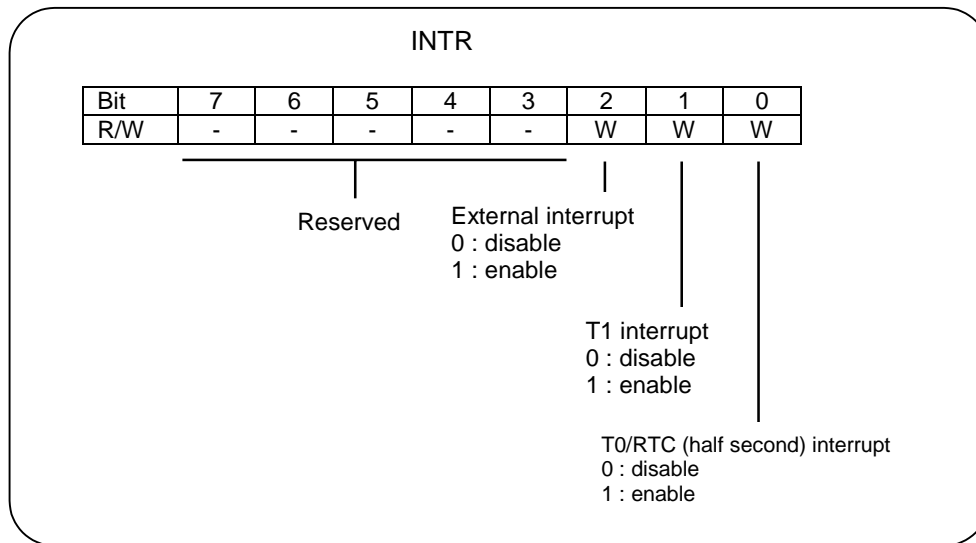 INTR
Bit 7 6 5 4 3 2 1 0
R/W - - - - - W W W
Reserved
External interrupt
0 : disable
1 : enable
T1 interrupt
0 : disable
1 : enable
T0/RTC (half second) interrupt
0 : disable
1 : enable